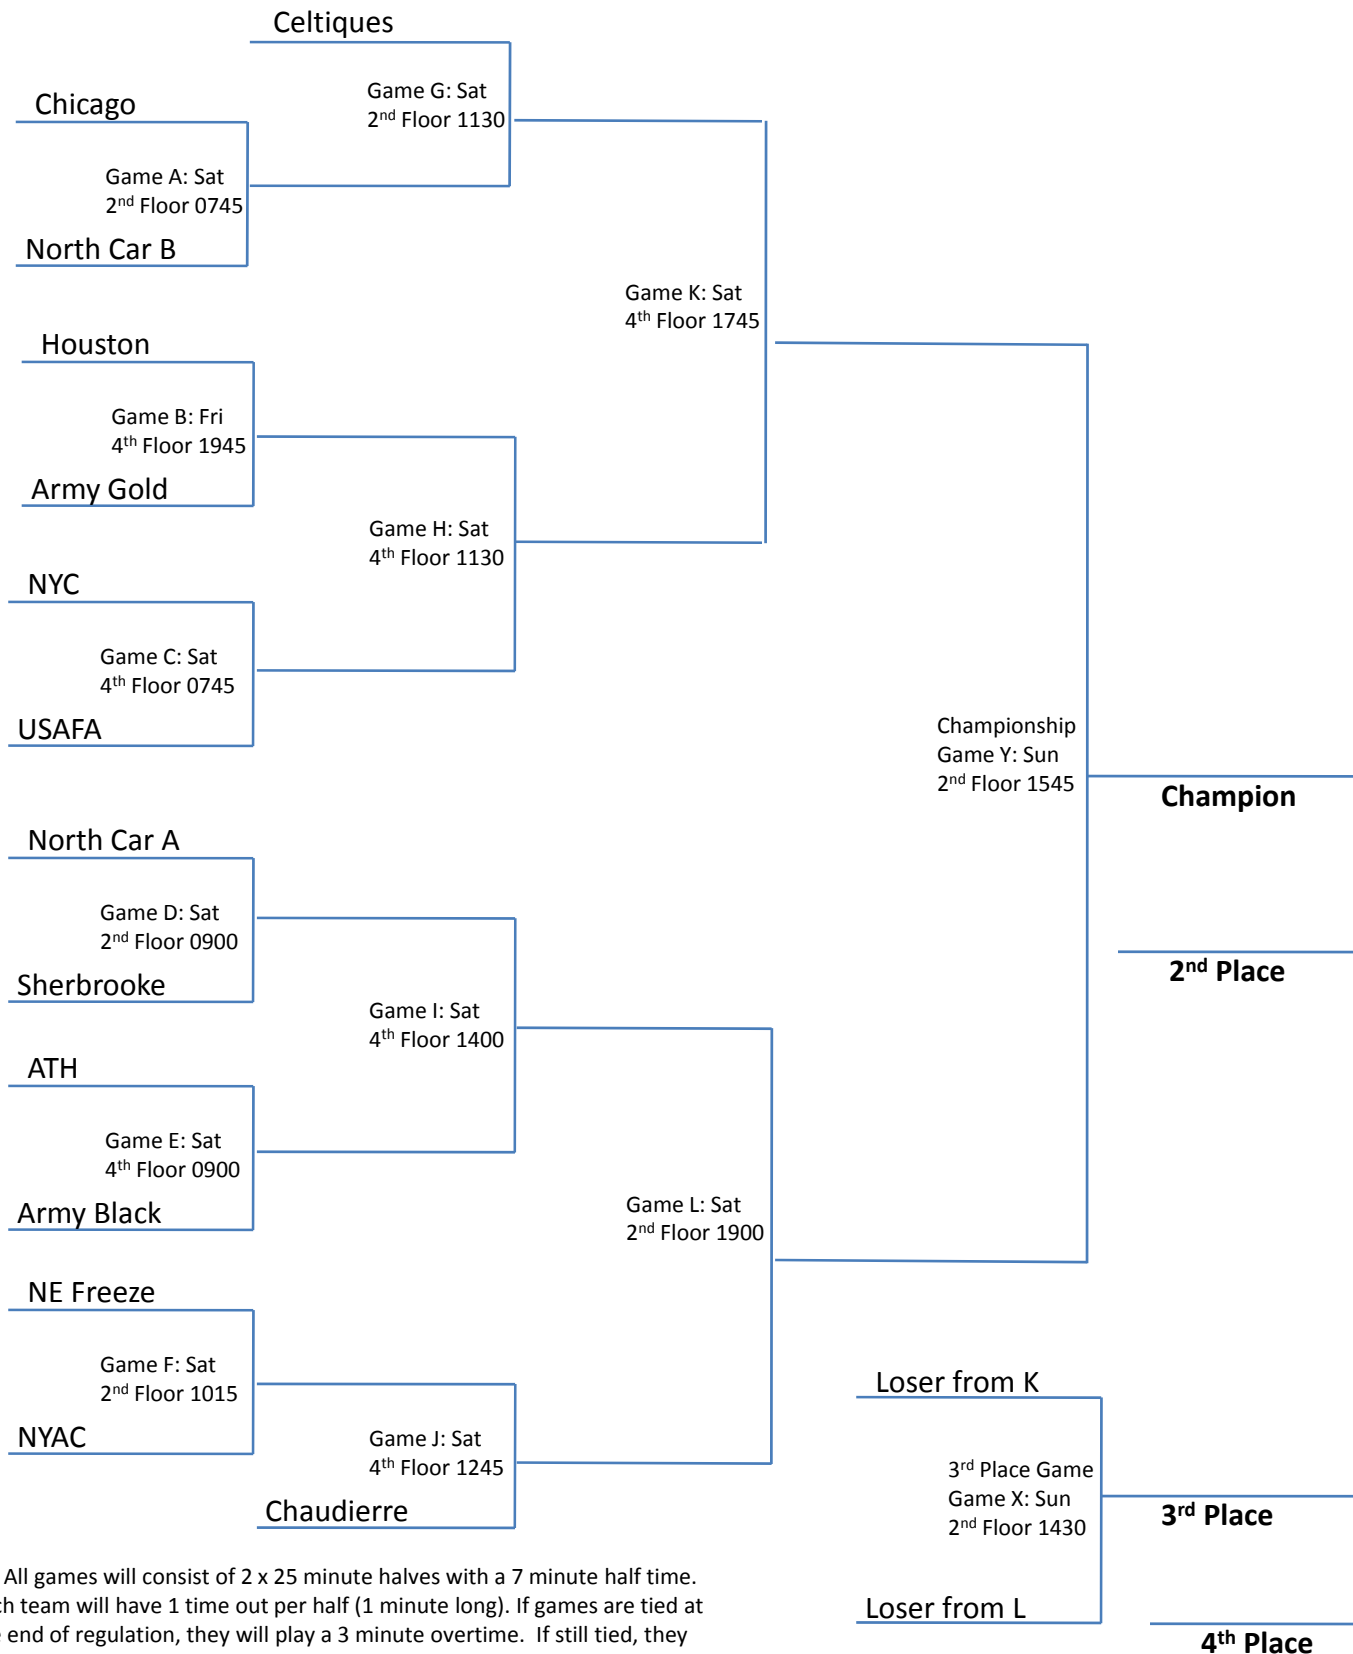 Celtiques
Game G: Sat
2nd Floor 1130
Chicago
Game A: Sat
2nd Floor 0745
North Car B
Game K: Sat
4th Floor 1745
Houston
Game B: Fri
4th Floor 1945
Army Gold
Game H: Sat
4th Floor 1130
NYC
Game C: Sat
4th Floor 0745
USAFA
Championship
Game Y: Sun
2nd Floor 1545
Champion
North Car A
Game D: Sat
2nd Floor 0900
Sherbrooke
2nd Place
Game I: Sat
4th Floor 1400
ATH
Game E: Sat
4th Floor 0900
Army Black
Game L: Sat
2nd Floor 1900
NE Freeze
Game F: Sat
2nd Floor 1015
NYAC
Game J: Sat
4th Floor 1245
Chaudierre
Loser from K
3rd Place Game
Game X: Sun
2nd Floor 1430
3rd Place
Loser from L
4th Place
All games will consist of 2 x 25 minute halves with a 7 minute half time.
team will have 1 time out per half (1 minute long). If games are tied at
end of regulation, they will play a 3 minute overtime. If still tied, they